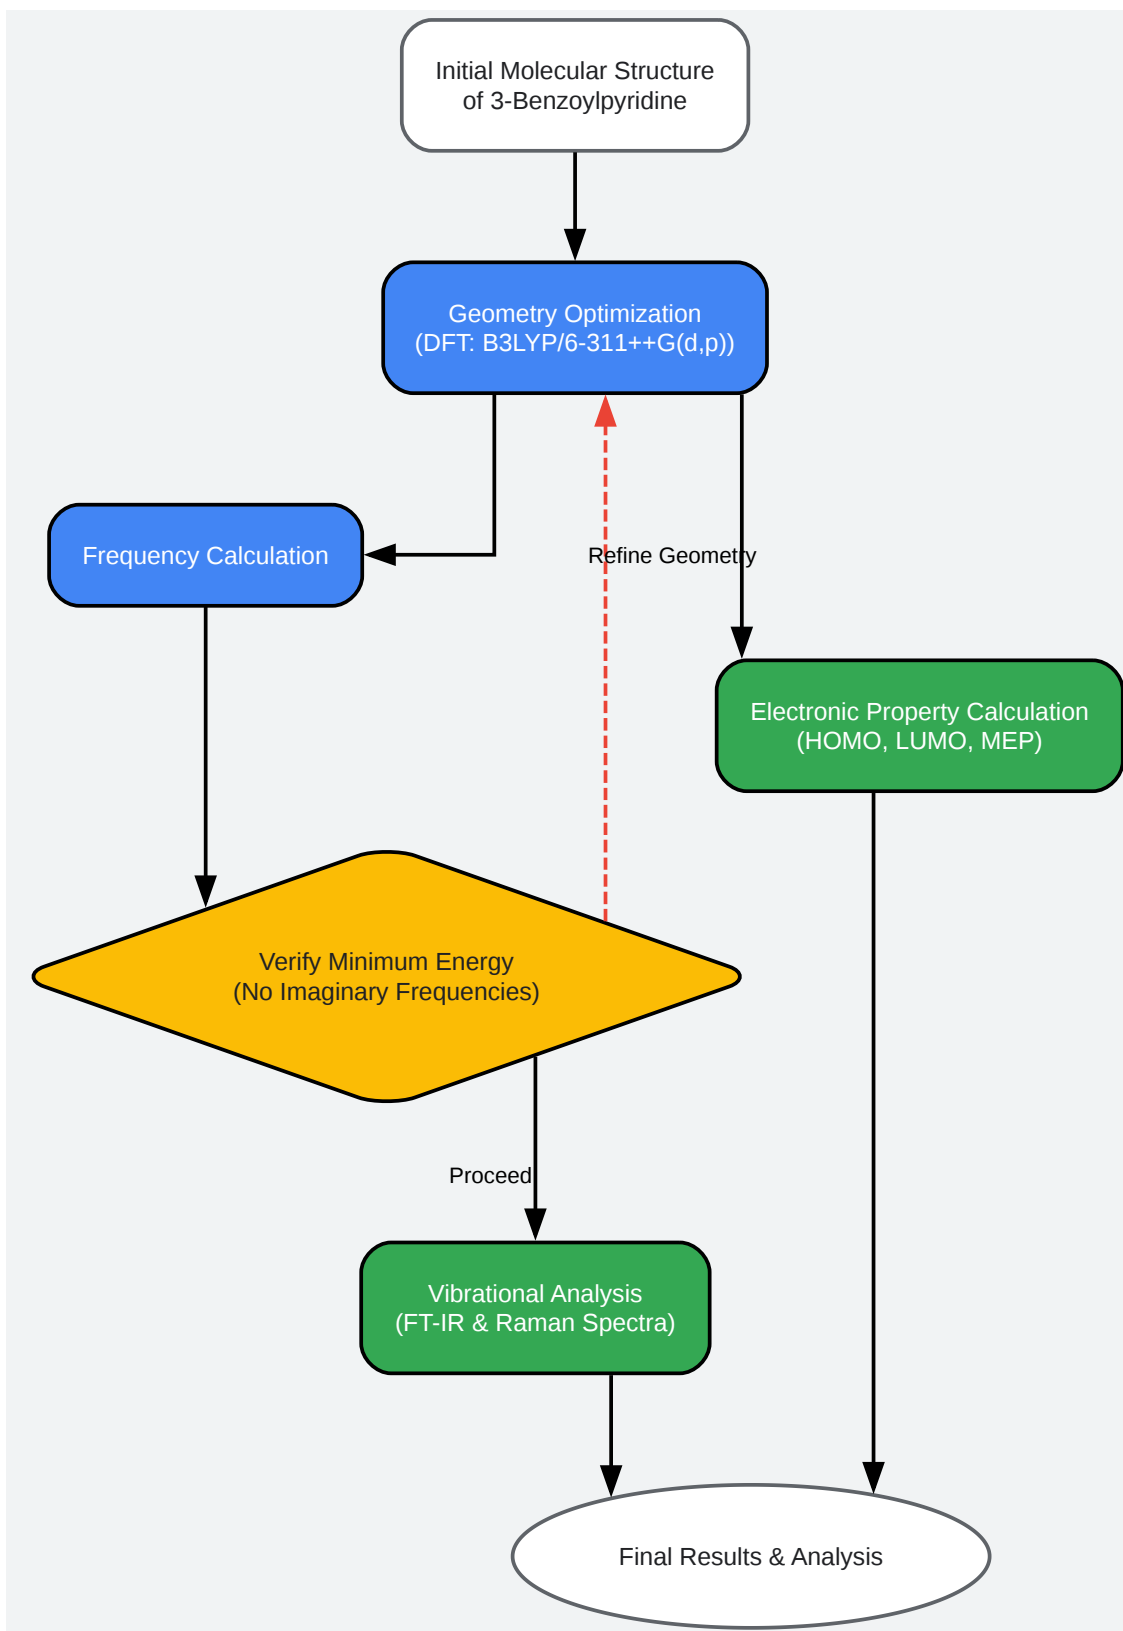 Initial Molecular Structure
of 3-Benzoylpyridine
Geometry Optimization
(DFT: B3LYP/6-311++G(d,p))
Frequency Calculation
Refine Geometry
Electronic Property Calculation
(HOMO, LUMO, MEP)
Verify Minimum Energy
(No Imaginary Frequencies)
Proceed
Vibrational Analysis
(FT-IR & Raman Spectra)
Final Results & Analysis